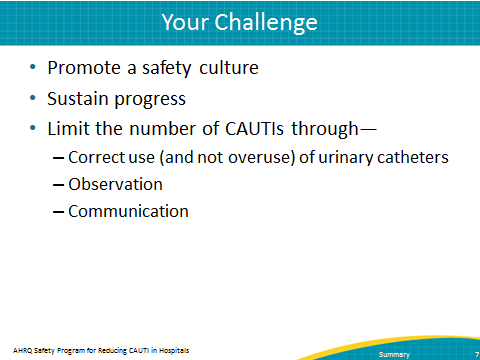 Your Challenge
• Promote a safety culture
• Sustain progress
• Limit the number of CAUTIs through—
– Correct use (and not overuse) of urinary catheters
– Observation
– Communication
AHRQ Safety Program for Reducing CAUTI in Hospitals
Summary 7